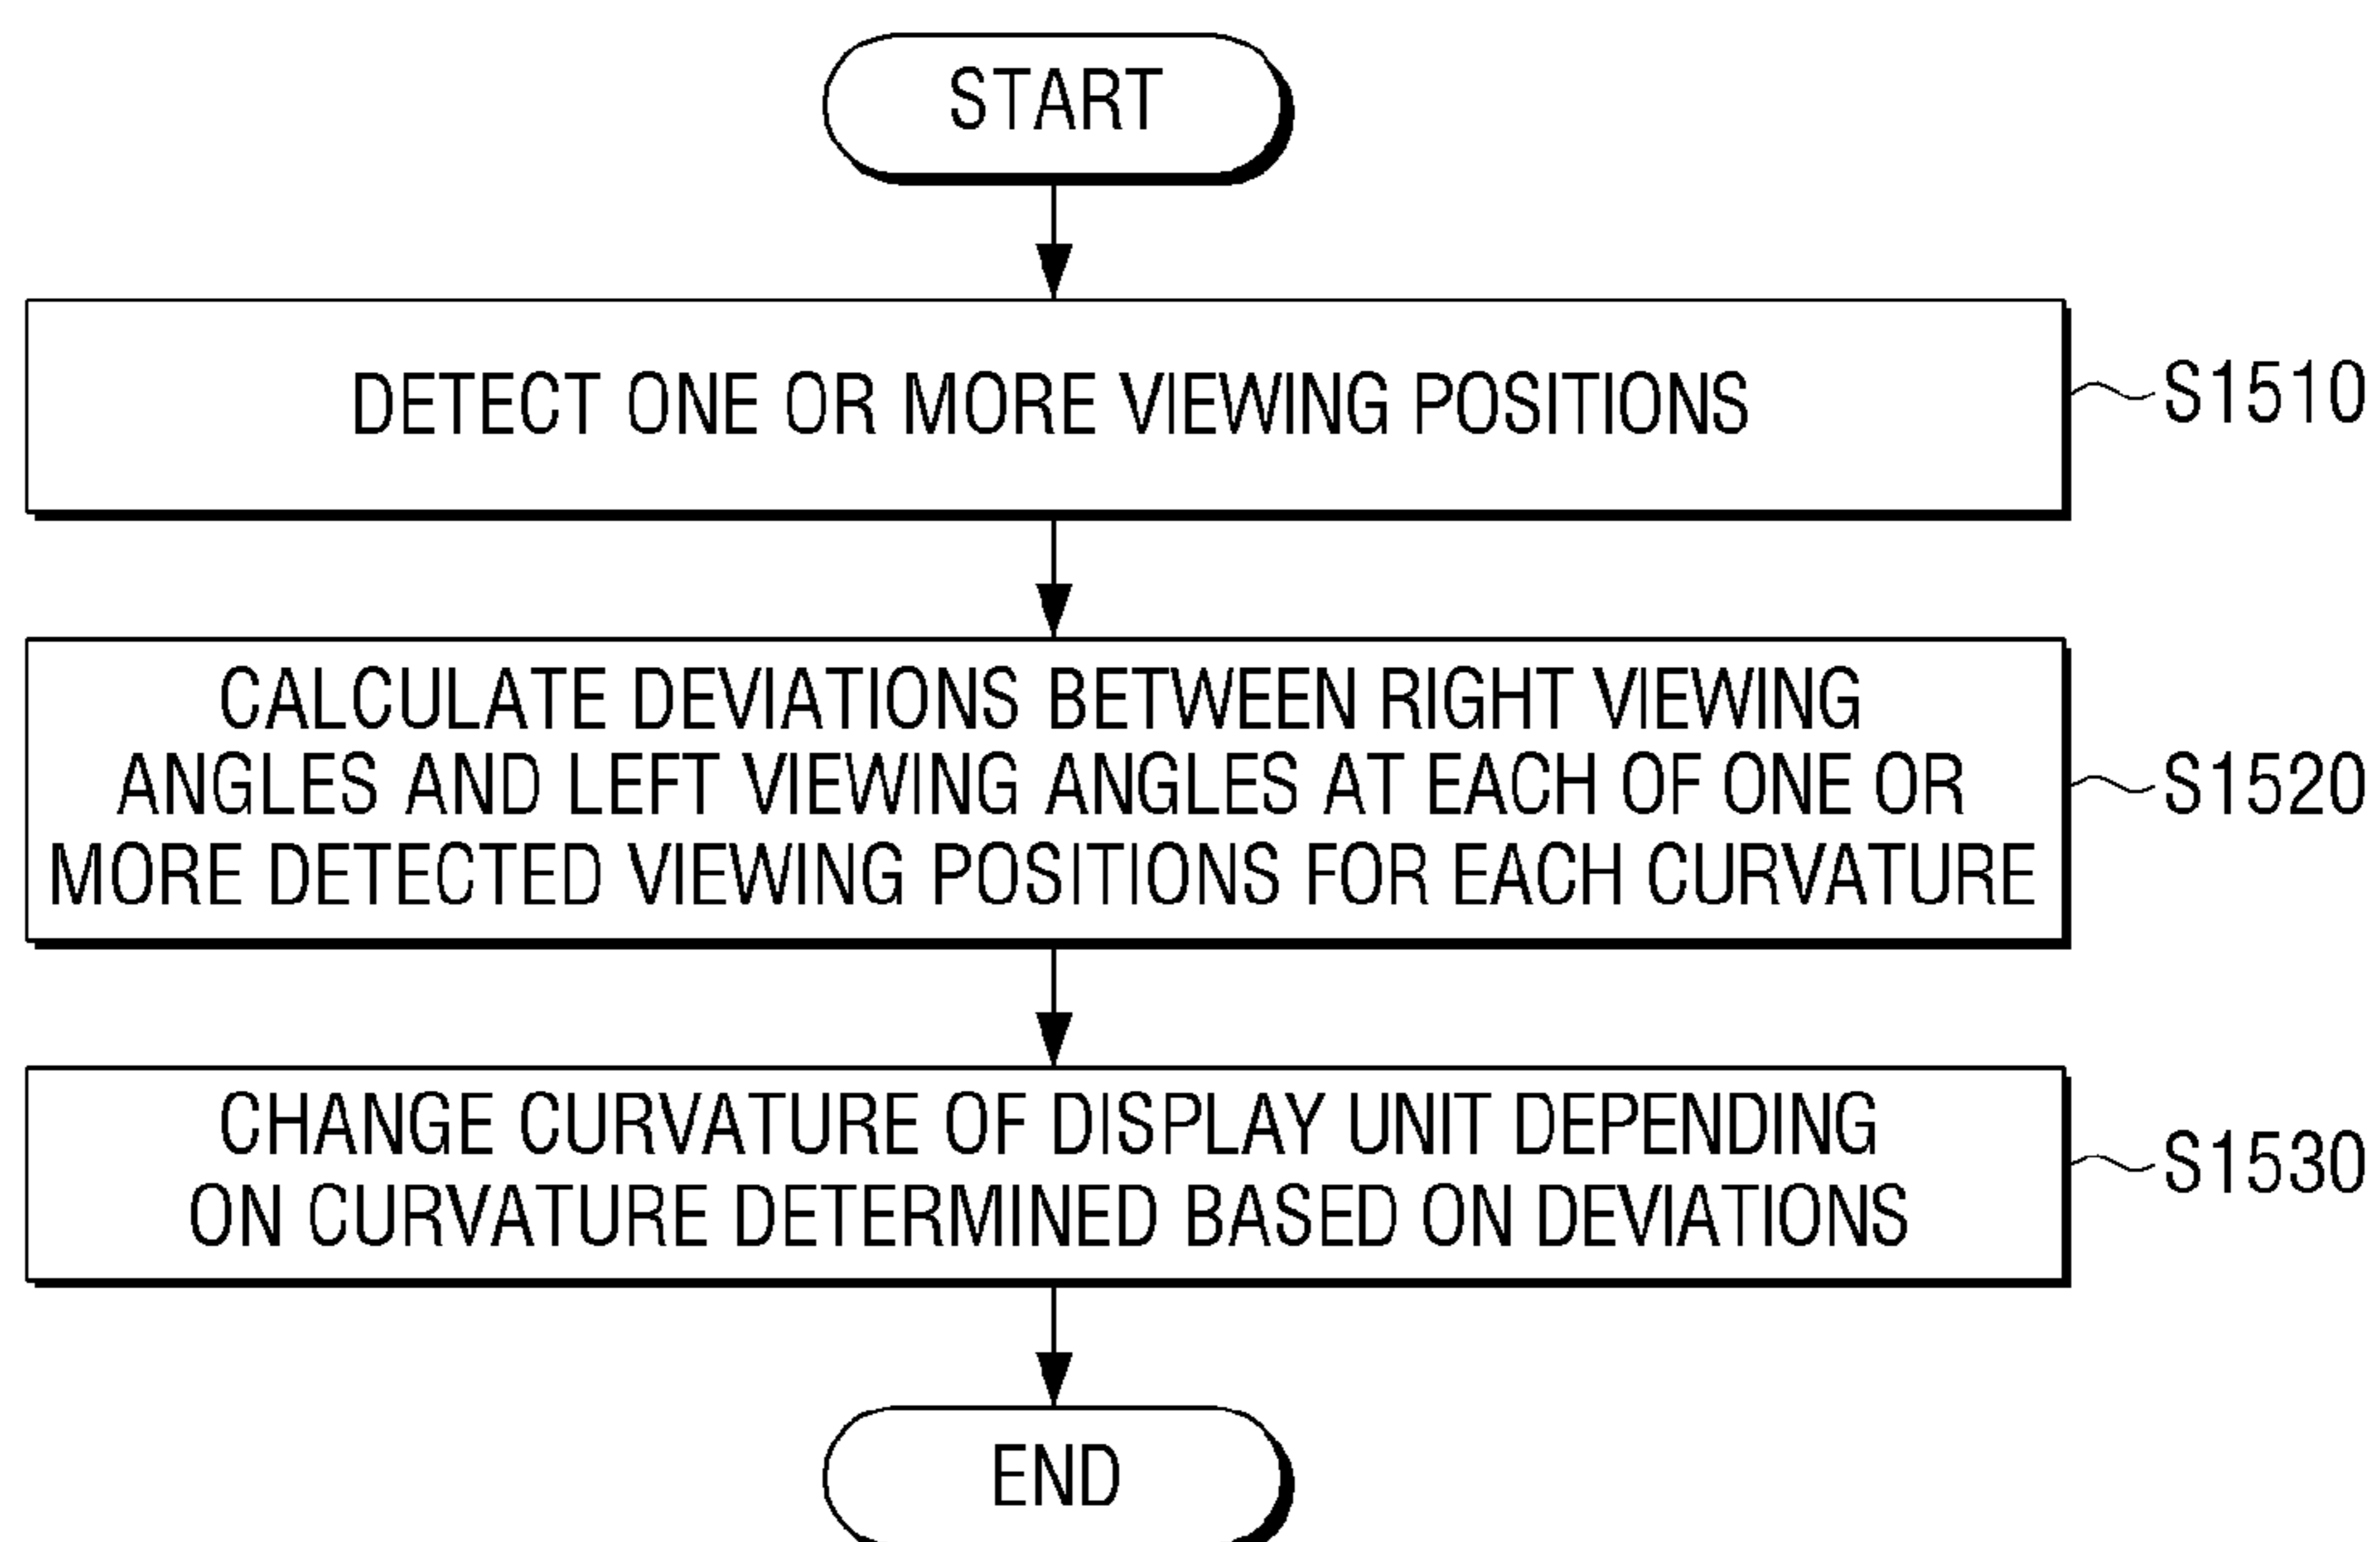 START
DETECT ONE OR MORE VIEWING POSITIONS
S1510
CALCULATE DEVIATIONS BETWEEN RIGHT VIEWING
ANGLES AND LEFT VIEWING ANGLES AT EACH OF ONE OR
MORE DETECTED VIEWING POSITIONS FOR EACH CURVATURE
S1520
CHANGE CURVATURE OF DISPLAY UNIT DEPENDING
ON CURVATURE DETERMINED BASED ON DEVIATIONS
S1530
END